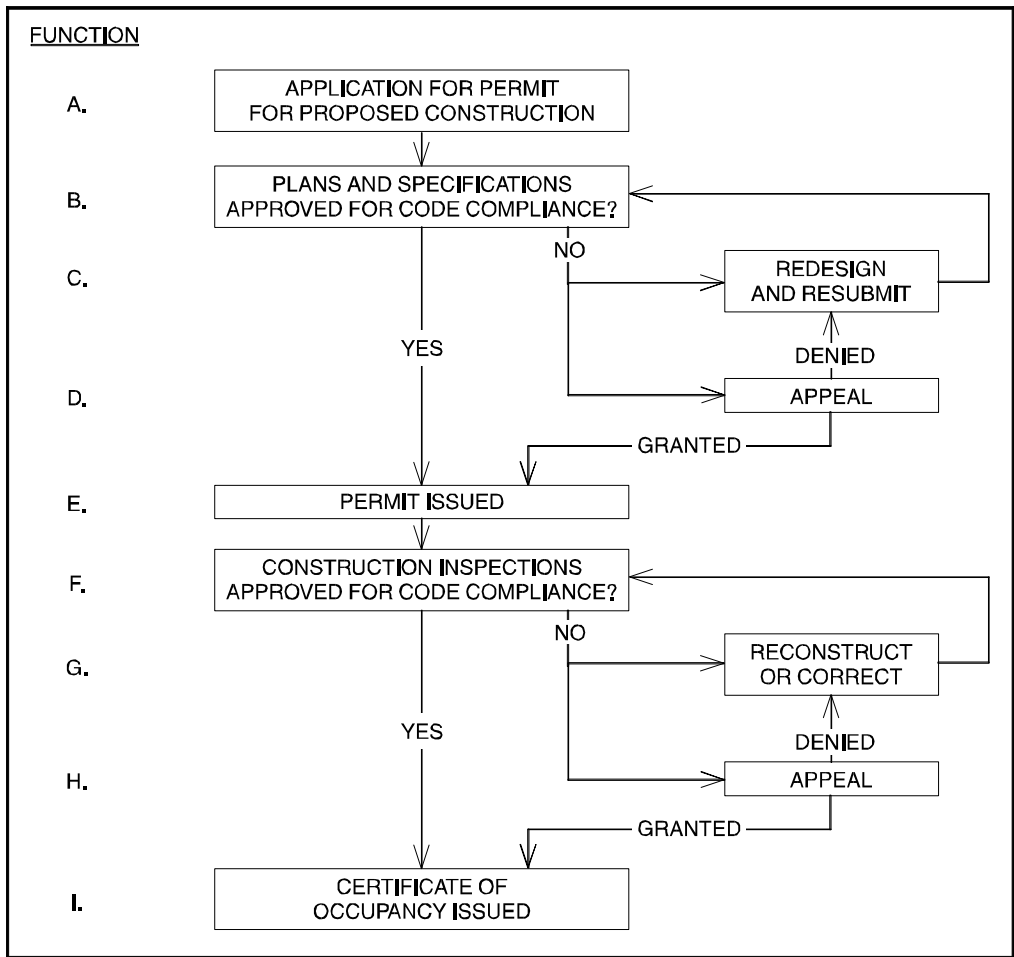 FUNCTION
A.
APPLICATION FOR PERMIT
FOR PROPOSED CONSTRUCTION
B.
PLANS AND SPECIFICATIONS
APPROVED FOR CODE COMPLIANCE?
NO
C.
REDESIGN
AND RESUBMIT
YES
DENIED
D.
APPEAL
GRANTED
E.
PERMIT ISSUED
F.
CONSTRUCTION INSPECTIONS
APPROVED FOR CODE COMPLIANCE?
NO
G.
RECONSTRUCT
OR CORRECT
YES
DENIED
H.
APPEAL
GRANTED
I.
CERTIFICATE OF
OCCUPANCY ISSUED